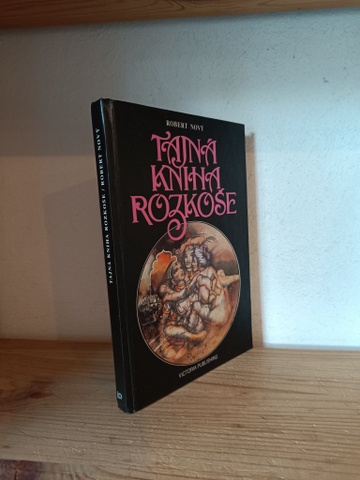 ROBERT NOVÝ
TAJNÁ
KNIHA
ROZKOŠE
VICTORIA PUBLISHING
TAJNÁ KNIHA ROZKOŠE / ROBERT NOVÝ